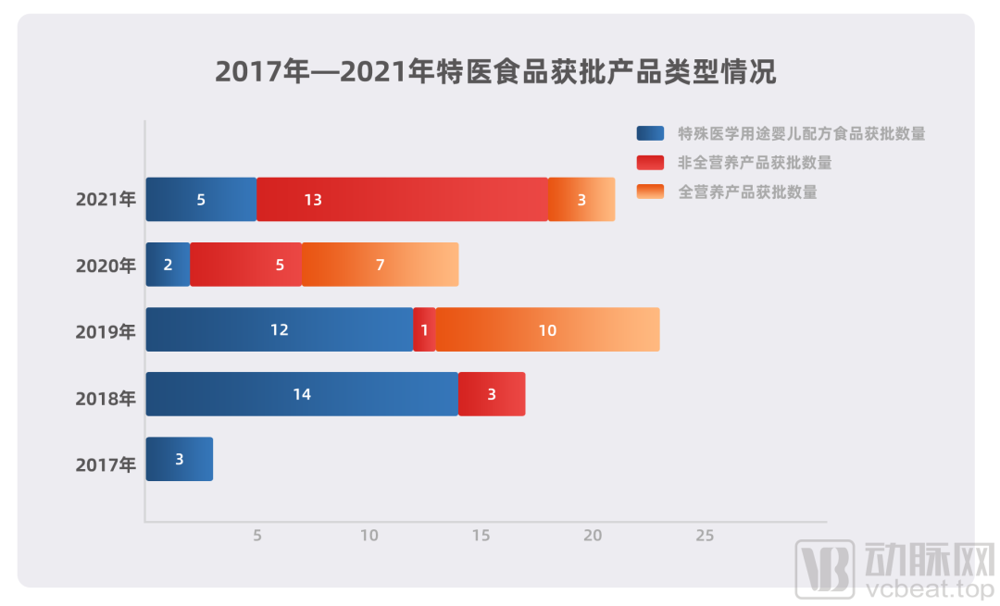 2017年—2021年特医食品获批产品类型情况
特殊医学用途婴儿配方食品获批数量
非全营养产品获批数量
全营养产品获批数量
2021年 5 13 3
2020年 2 5 7
2019年 12 1 10
2018年 14 3
2017年 3
5 10 15 20 25
VB 动脉网
vcbeat.top